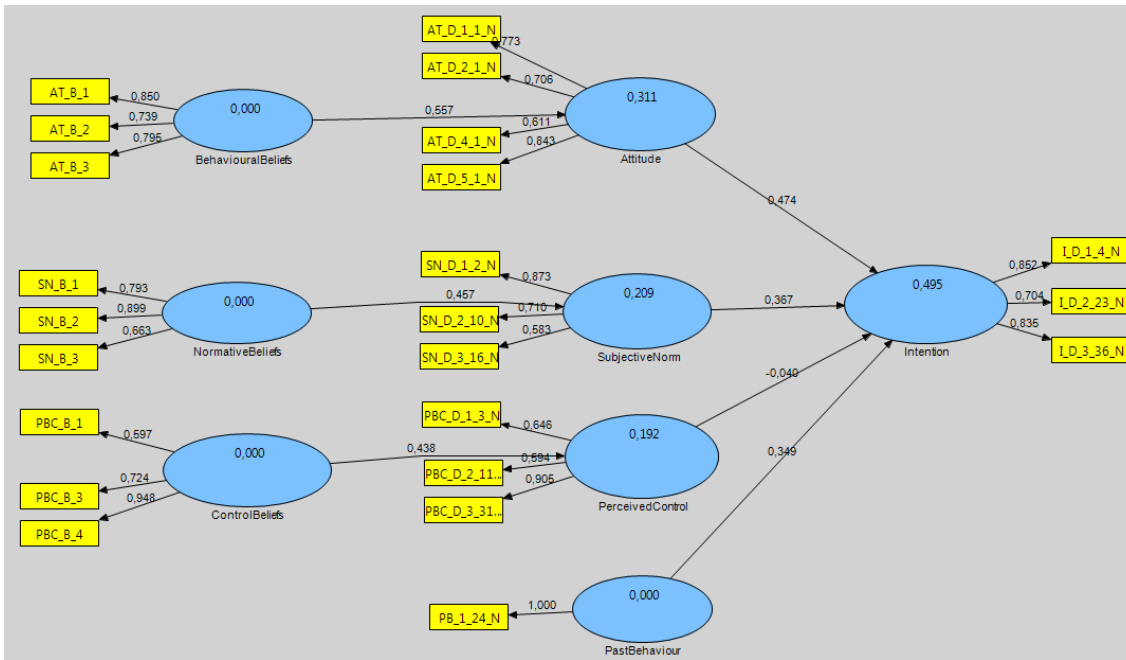 AT_D_1_1_N
0,773
AT_D_2_1_N
0,706
AT_B_1
0,850
0,000
0,311
AT_B_2
0,739
0,557
0,611
AT_D_4_1_N
AT_B_3
0,795
0,843
BehaviouralBeliefs
Attitude
AT_D_5_1_N
0,474
I_D_1_4_N
0,852
SN_D_1_2_N
0,873
SN_B_1
0,793
0,000
0,457
0,209
0,495
0,367
0,704
I_D_2_23_N
SN_B_2
0,899
SN_D_2_10_N
0,710
0,835
SN_B_3
0,663
0,583
NormativeBeliefs
SN_D_3_16_N
SubjectiveNorm
Intention
I_D_3_36_N
-0,040
PBC_B_1
0,597
PBC_D_1_3_N
0,646
0,000
0,438
0,192
0,349
PBC_D_2_11...
0,594
PBC_B_3
0,724
0,905
PBC_B_4
0,948
ControlBeliefs
PBC_D_3_31...
PerceivedControl
0,000
PB_1_24_N
1,000
PastBehaviour